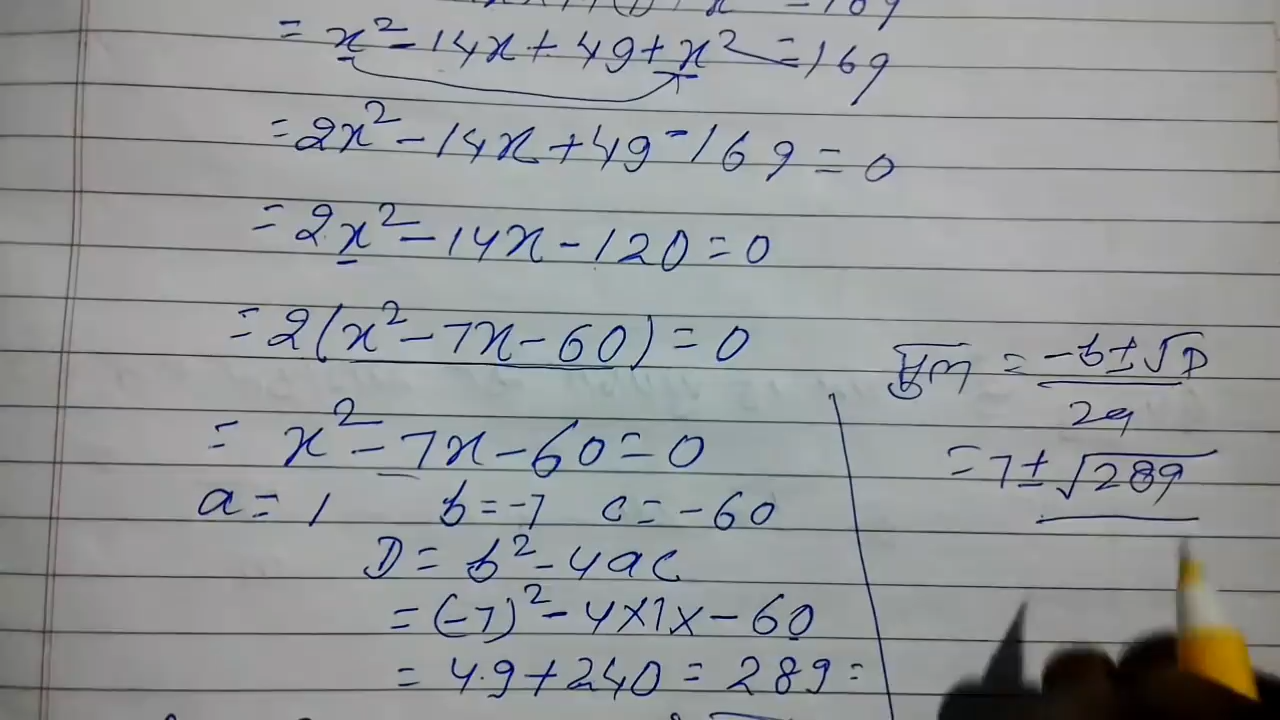 = x² - 14x + 49 + x² = 169
= 2x² - 14x + 49 - 169 = 0
= 2x² - 14x - 120 = 0
= 2(x² - 7x - 60) = 0
= x² - 7x - 60 = 0
a = 1 b = -7 c = -60
D = b² - 4ac
= (-7)² - 4×1×-60
= 49 + 240 = 289 =
= -b±√D / 2a
= 7±√289